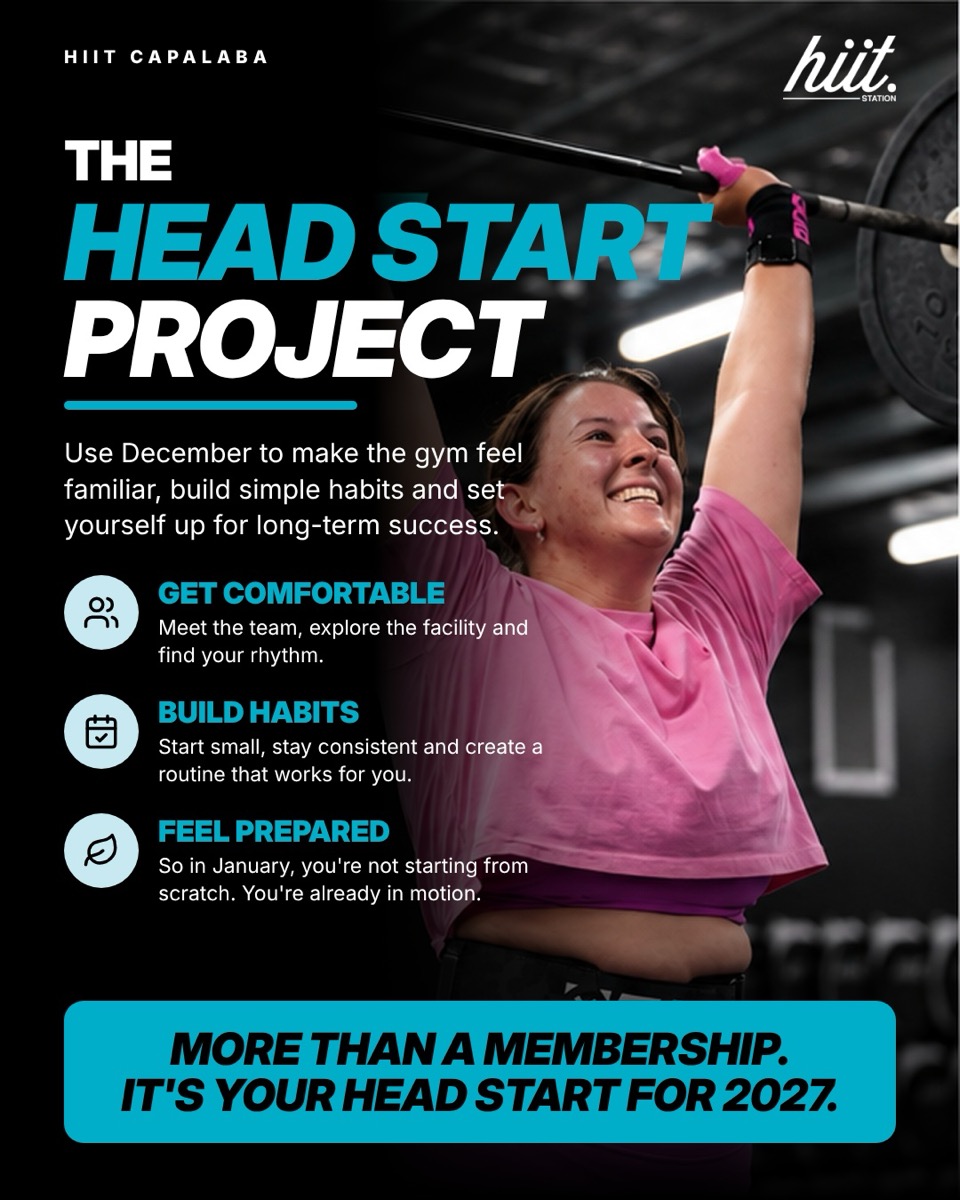 HIIT CAPALABA
hiit.
STATION
THE
HEAD START
PROJECT
Use December to make the gym feel
familiar, build simple habits and set
yourself up for long-term success.
GET COMFORTABLE
Meet the team, explore the facility and
find your rhythm.
BUILD HABITS
Start small, stay consistent and create a
routine that works for you.
FEEL PREPARED
So in January, you're not starting from
scratch. You're already in motion.
MORE THAN A MEMBERSHIP.
IT'S YOUR HEAD START FOR 2027.
10